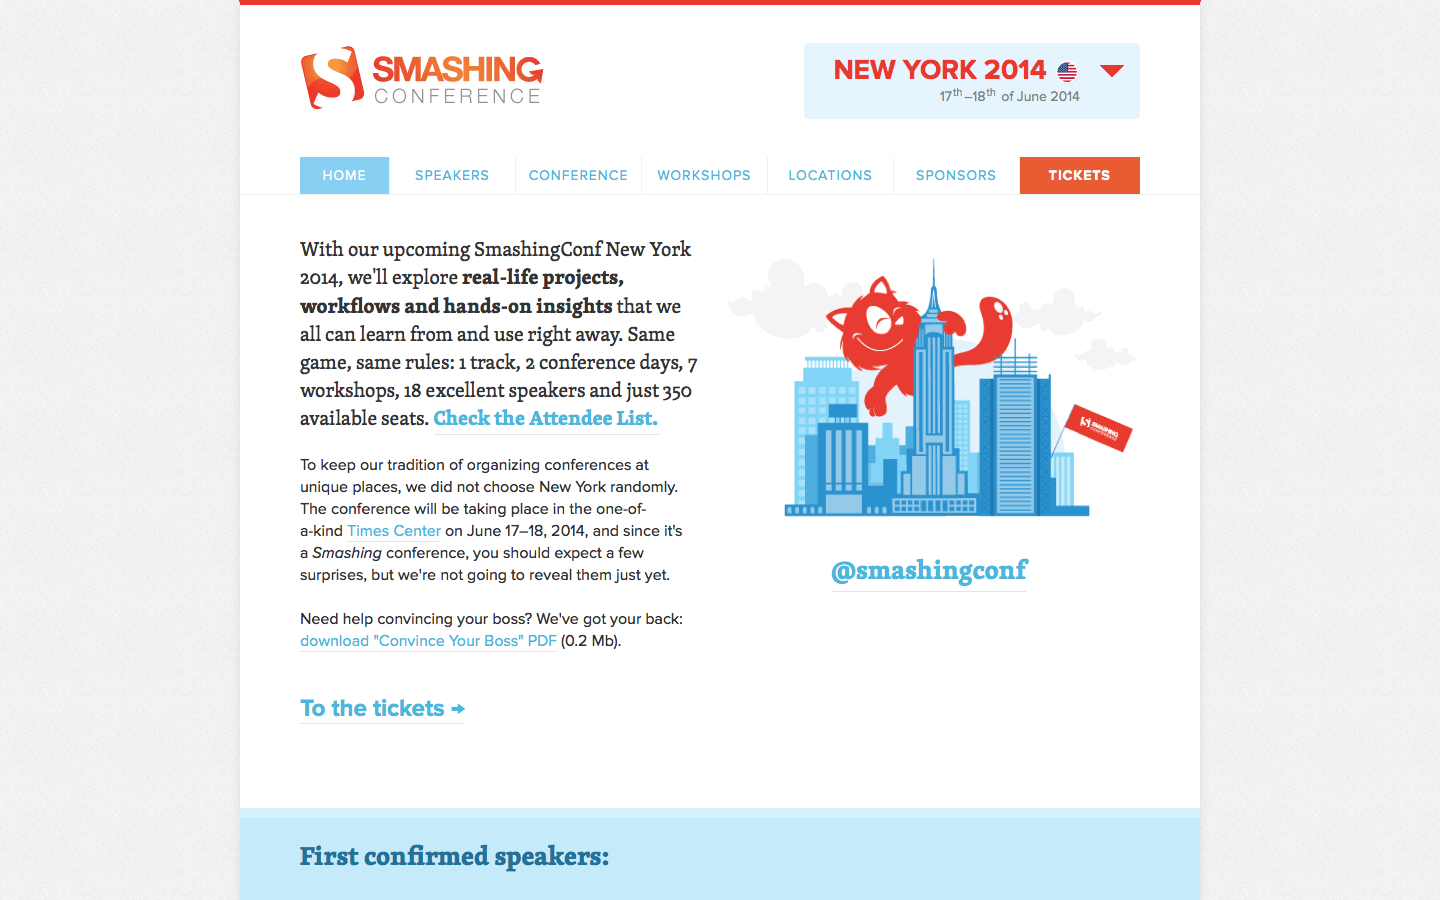 SMASHING
CONFERENCE
NEW YORK 2014
17th–18th of June 2014
HOME
SPEAKERS
CONFERENCE
WORKSHOPS
LOCATIONS
SPONSORS
TICKETS
With our upcoming SmashingConf New York
2014, we'll explore real-life projects,
workflows and hands-on insights that we
all can learn from and use right away. Same
game, same rules: 1 track, 2 conference days, 7
workshops, 18 excellent speakers and just 350
available seats. Check the Attendee List.
To keep our tradition of organizing conferences at
unique places, we did not choose New York randomly.
The conference will be taking place in the one-of-
a-kind Times Center on June 17–18, 2014, and since it's
a Smashing conference, you should expect a few
surprises, but we're not going to reveal them just yet.
Need help convincing your boss? We've got your back:
download "Convince Your Boss" PDF (0.2 Mb).
To the tickets →
SMASHING
CONFERENCE
@smashingconf
First confirmed speakers: